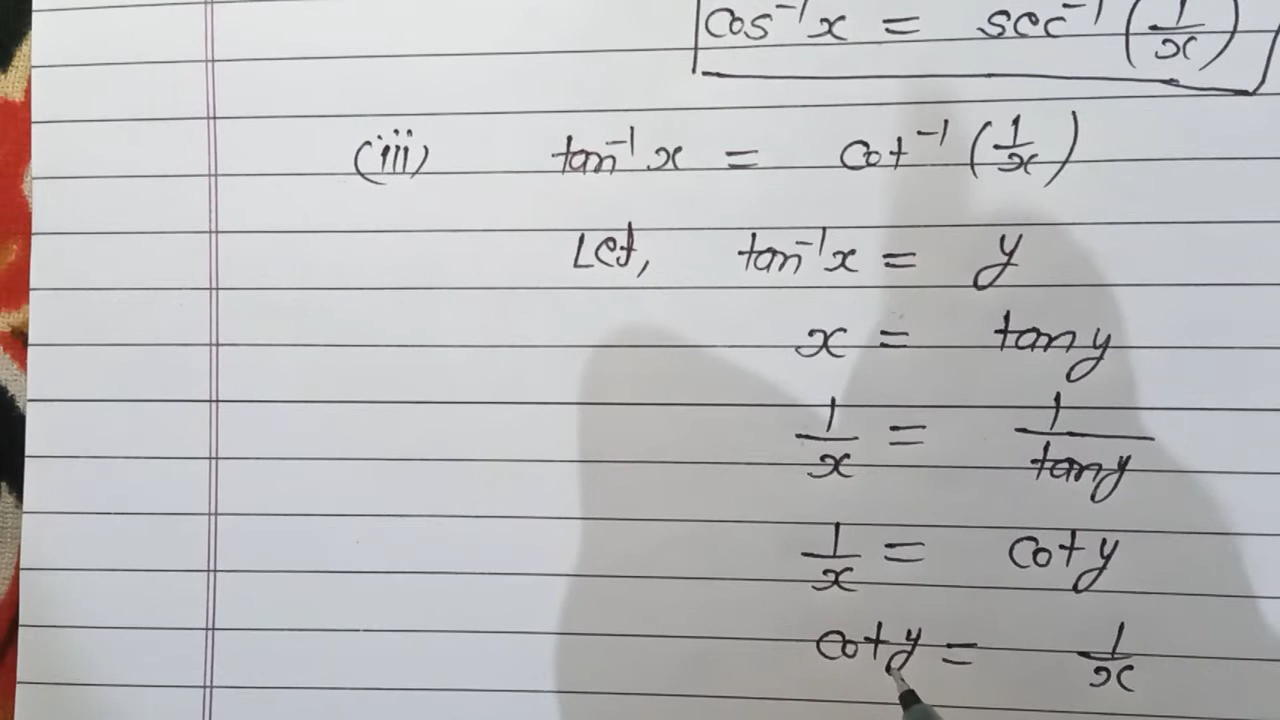 cos⁻¹x = sec⁻¹(1/x)
(iii) tan⁻¹x = cot⁻¹(1/x)
Let, tan⁻¹x = y
x = tany
1/x = 1/tany
1/x = coty
coty = 1/x